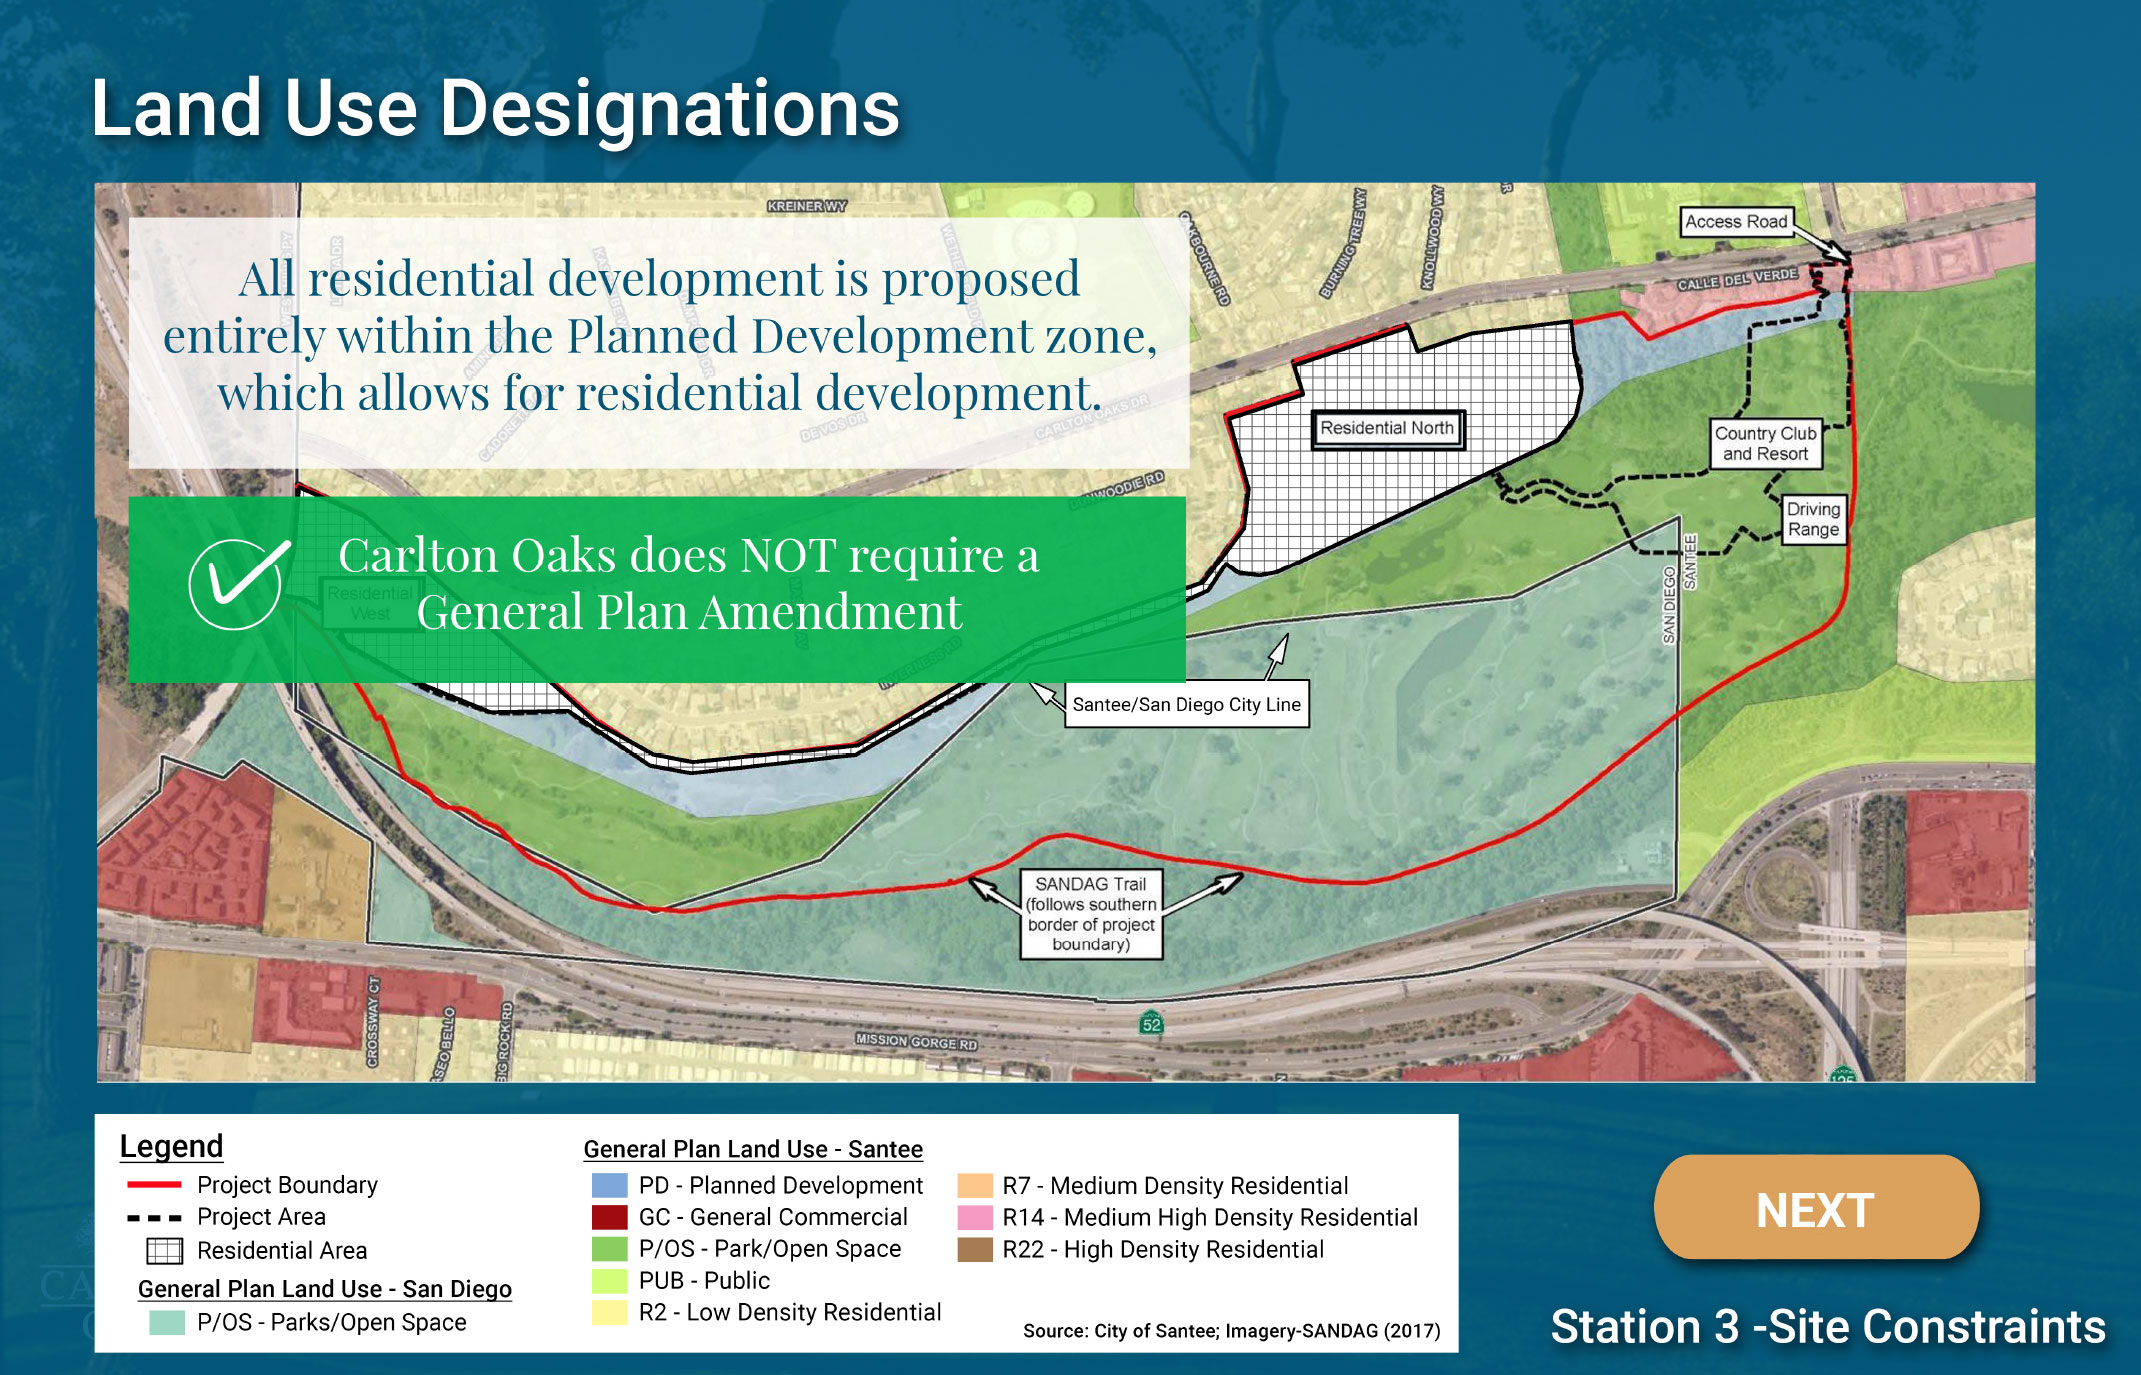 Land Use Designations
All residential development is proposed
entirely within the Planned Development zone,
which allows for residential development.
Carlton Oaks does NOT require a
General Plan Amendment
KREINER WY
OAKBOURNE RD
BURNING TREE WY
KNOLLWOOD WY
DR
Access Road
CALLE DEL VERDE
DE VOS DR
CARLTON OAKS DR
Residential North
Country Club
and Resort
Driving
Range
SAN DIEGO
SANTEE
Residential
West
INVERNESS RD
Santee/San Diego City Line
SANDAG Trail
(follows southern
border of project
boundary)
CROSSWAY CT
ASEO BELLO
BIG ROCK RD
MISSION GORGE RD
52
125
Legend
Project Boundary
Project Area
Residential Area
General Plan Land Use - San Diego
P/OS - Parks/Open Space
General Plan Land Use - Santee
PD - Planned Development
GC - General Commercial
P/OS - Park/Open Space
PUB - Public
R2 - Low Density Residential
R7 - Medium Density Residential
R14 - Medium High Density Residential
R22 - High Density Residential
Source: City of Santee; Imagery-SANDAG (2017)
NEXT
Station 3 -Site Constraints